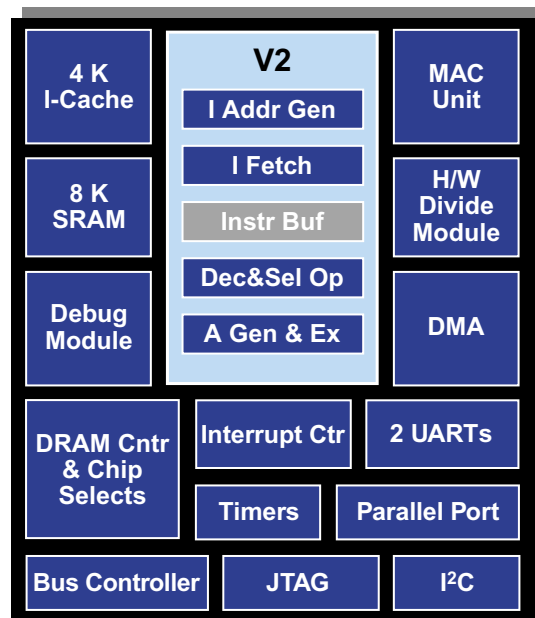 4 K
I-Cache
V2
I Addr Gen
I Fetch
Instr Buf
Dec&Sel Op
A Gen & Ex
MAC
Unit
8 K
SRAM
H/W
Divide
Module
Debug
Module
DMA
DRAM Cntr
& Chip
Selects
Interrupt Ctr
2 UARTs
Timers
Parallel Port
Bus Controller
JTAG
I²C